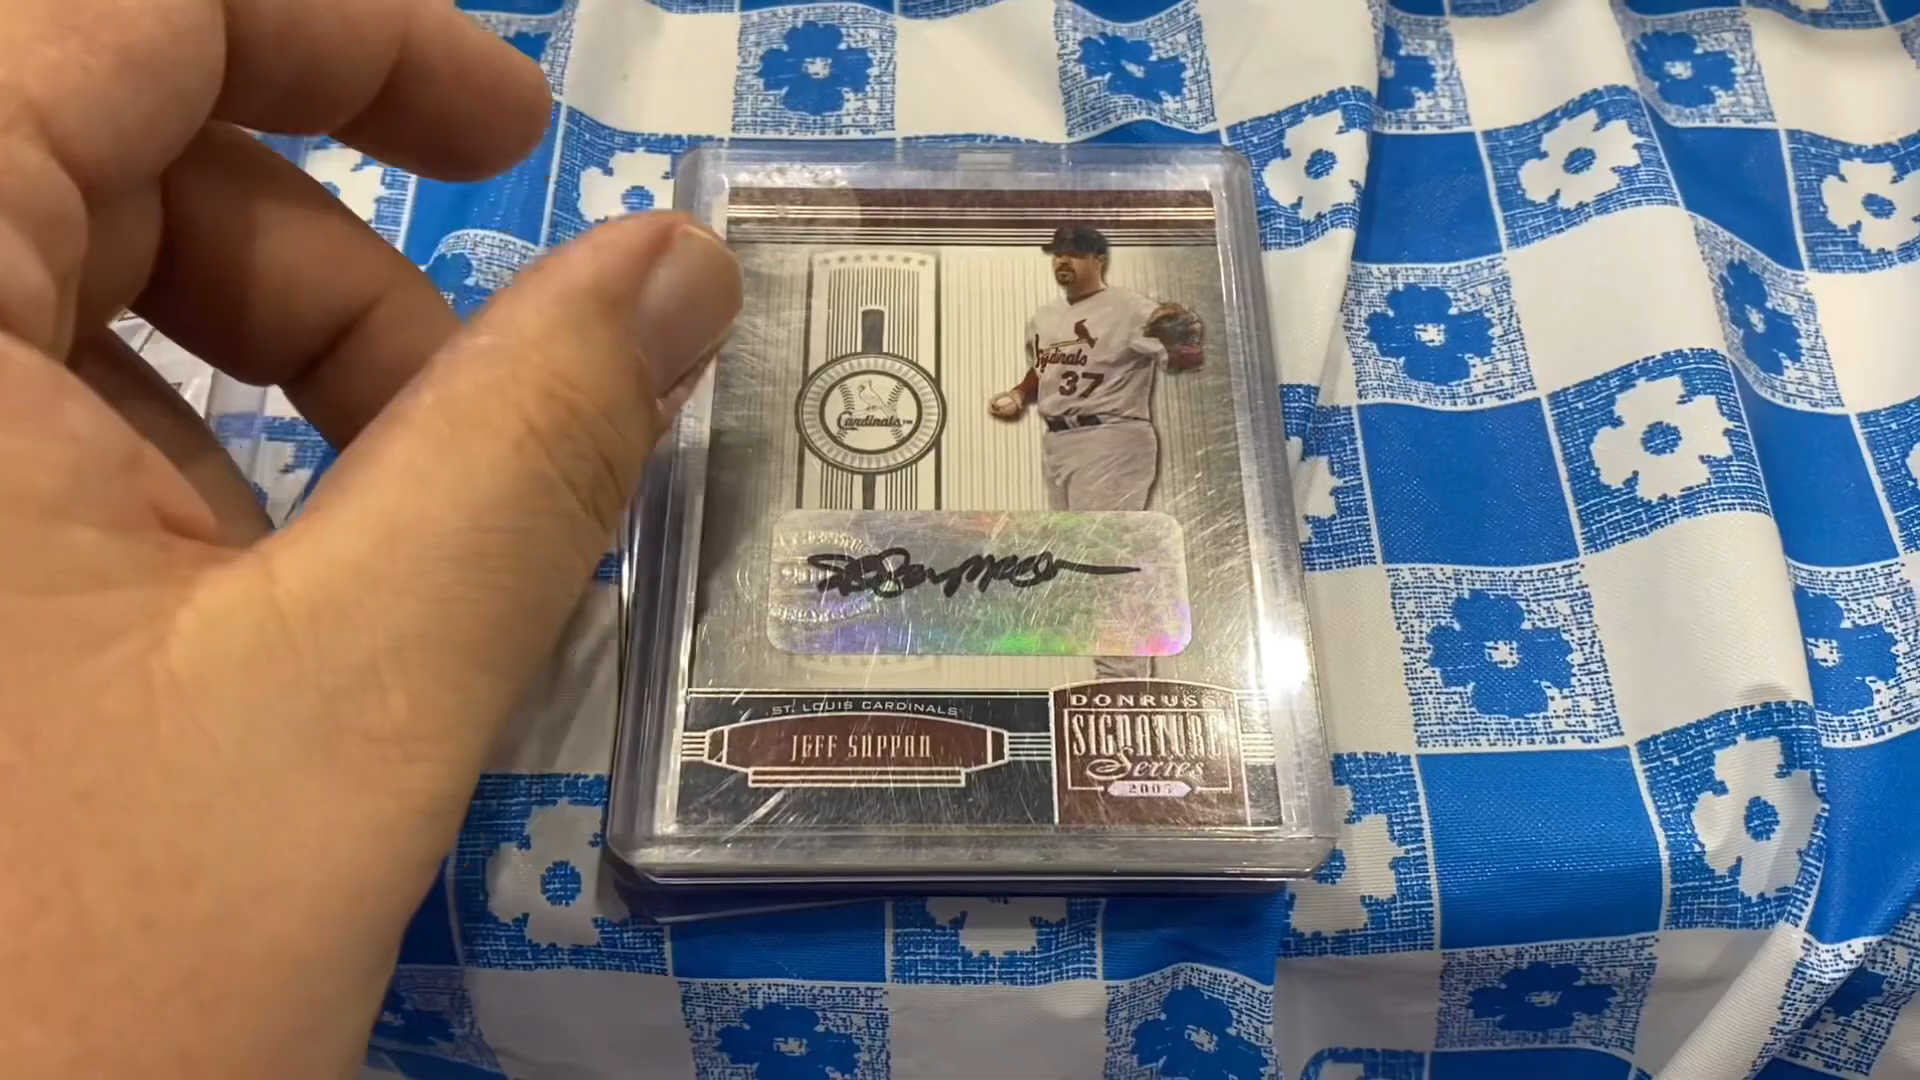 Cardinals
Cardinals
37
ST. LOUIS CARDINALS
JEFF SUPPAN
DONRUSS
SIGNATURE
Series
2005